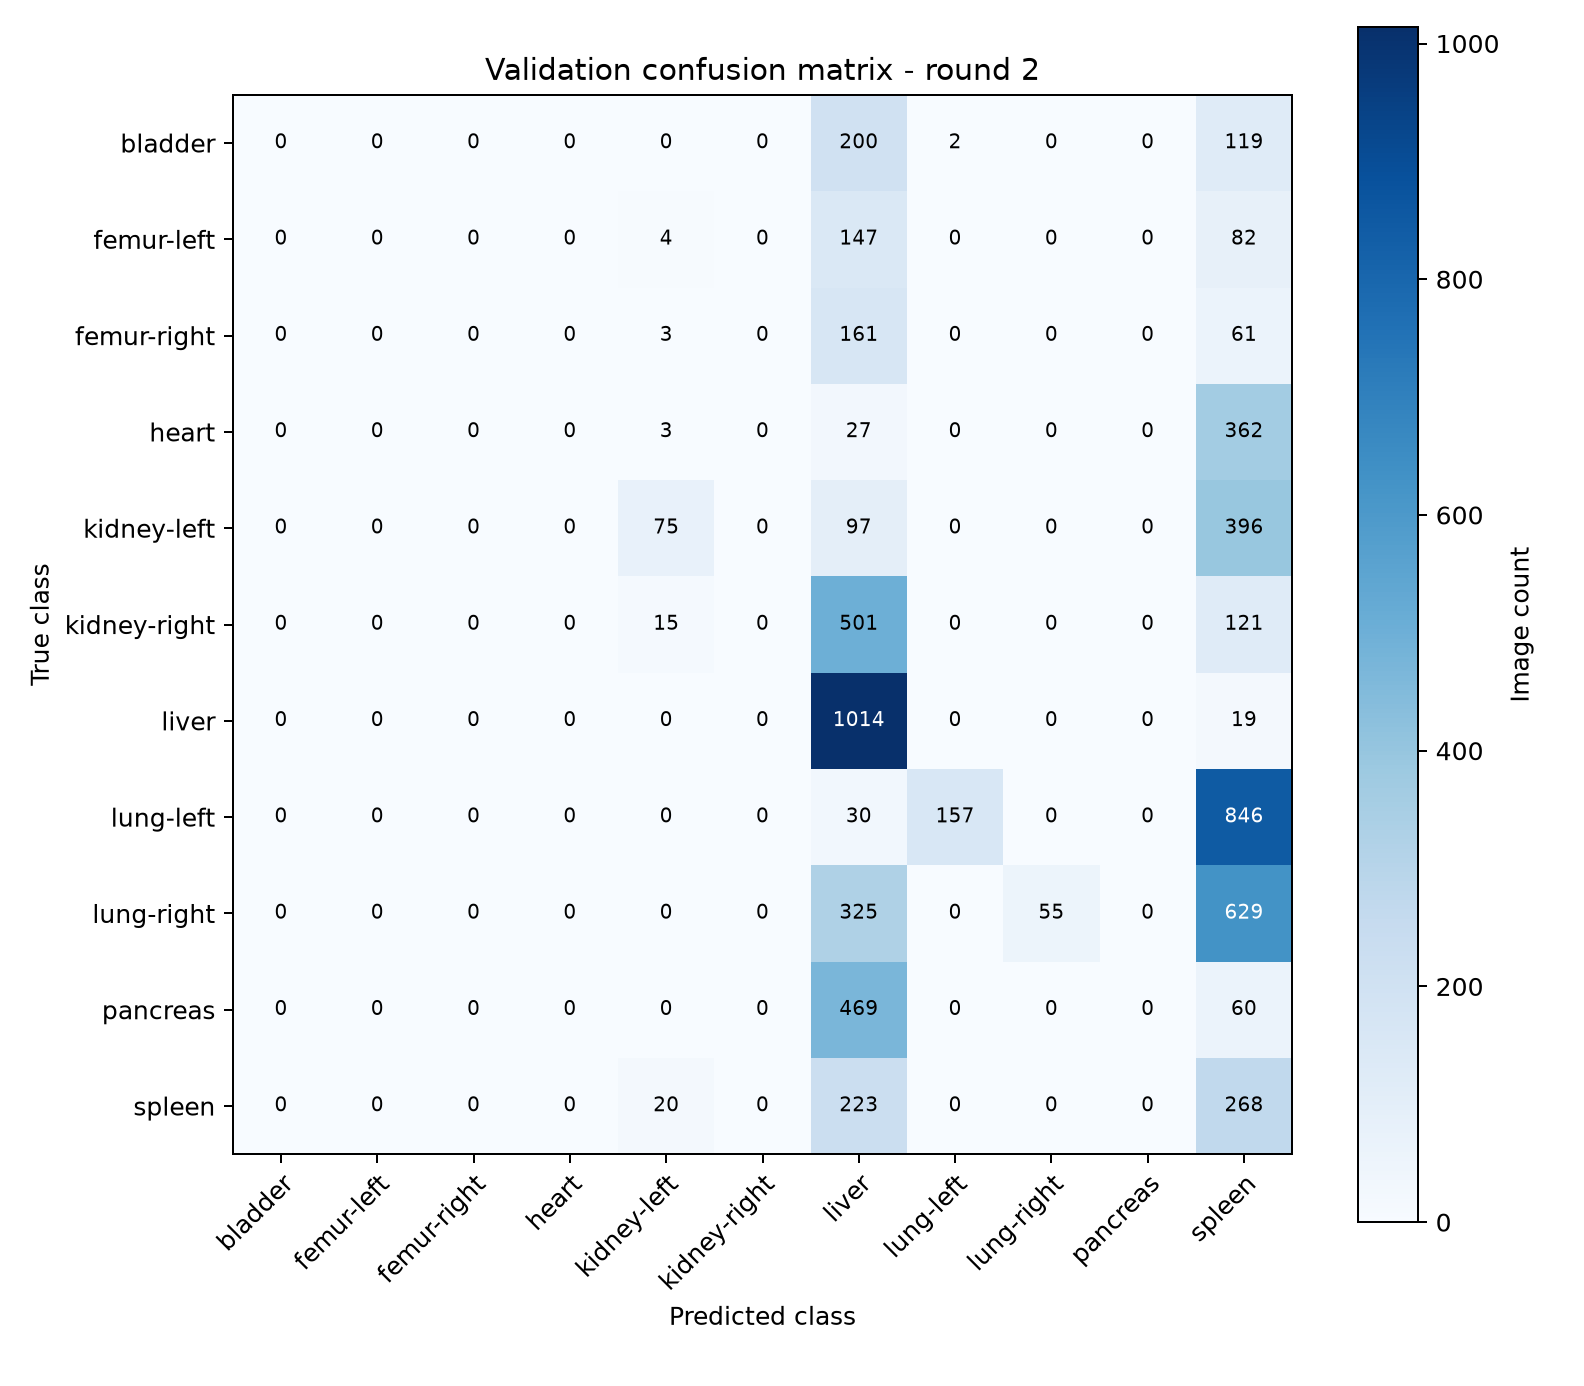 Validation confusion matrix - round 2
bladder 0 0 0 0 0 0 200 2 0 0 119
femur-left 0 0 0 0 4 0 147 0 0 0 82
femur-right 0 0 0 0 3 0 161 0 0 0 61
heart 0 0 0 0 3 0 27 0 0 0 362
kidney-left 0 0 0 0 75 0 97 0 0 0 396
kidney-right 0 0 0 0 15 0 501 0 0 0 121
liver 0 0 0 0 0 0 1014 0 0 0 19
lung-left 0 0 0 0 0 0 30 157 0 0 846
lung-right 0 0 0 0 0 0 325 0 55 0 629
pancreas 0 0 0 0 0 0 469 0 0 0 60
spleen 0 0 0 0 20 0 223 0 0 0 268
True class
bladder femur-left femur-right heart kidney-left kidney-right liver lung-left lung-right pancreas spleen
Predicted class
1000
800
600
400
200
0
Image count